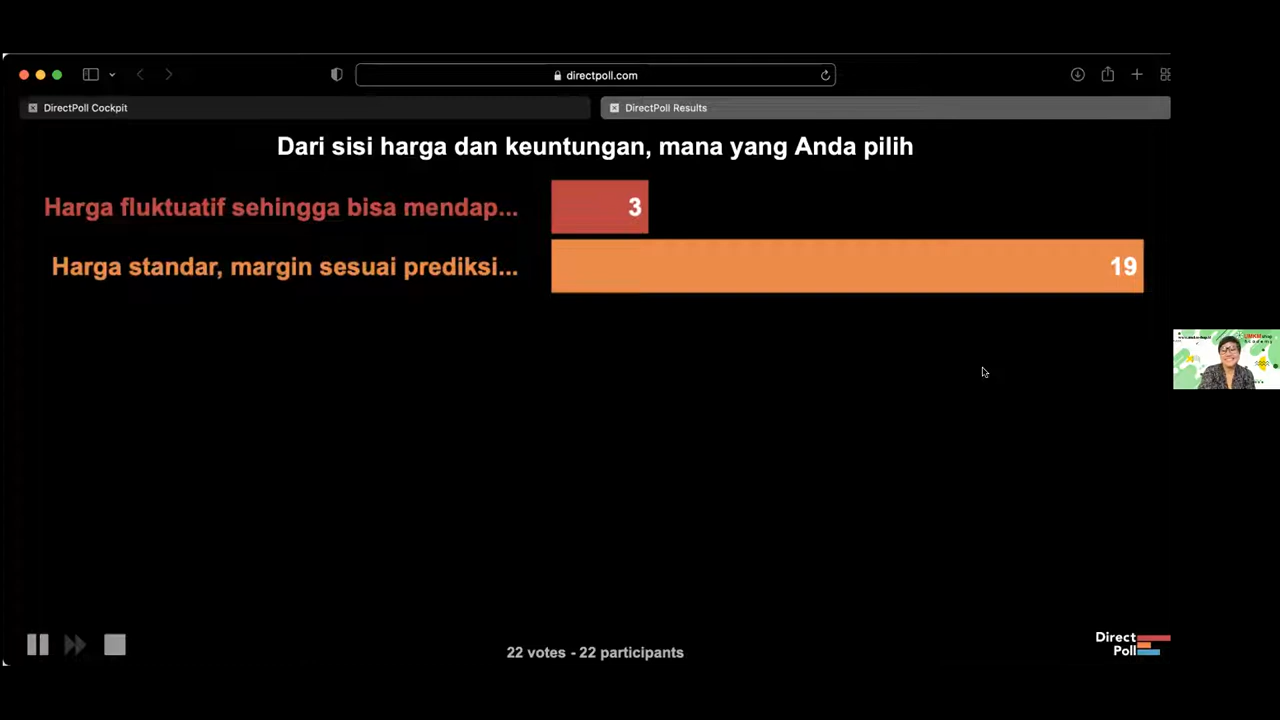 directpoll.com
DirectPoll Cockpit
DirectPoll Results
Dari sisi harga dan keuntungan, mana yang Anda pilih
Harga fluktuatif sehingga bisa mendap...
3
Harga standar, margin sesuai prediksi...
19
22 votes - 22 participants
Direct
Poll